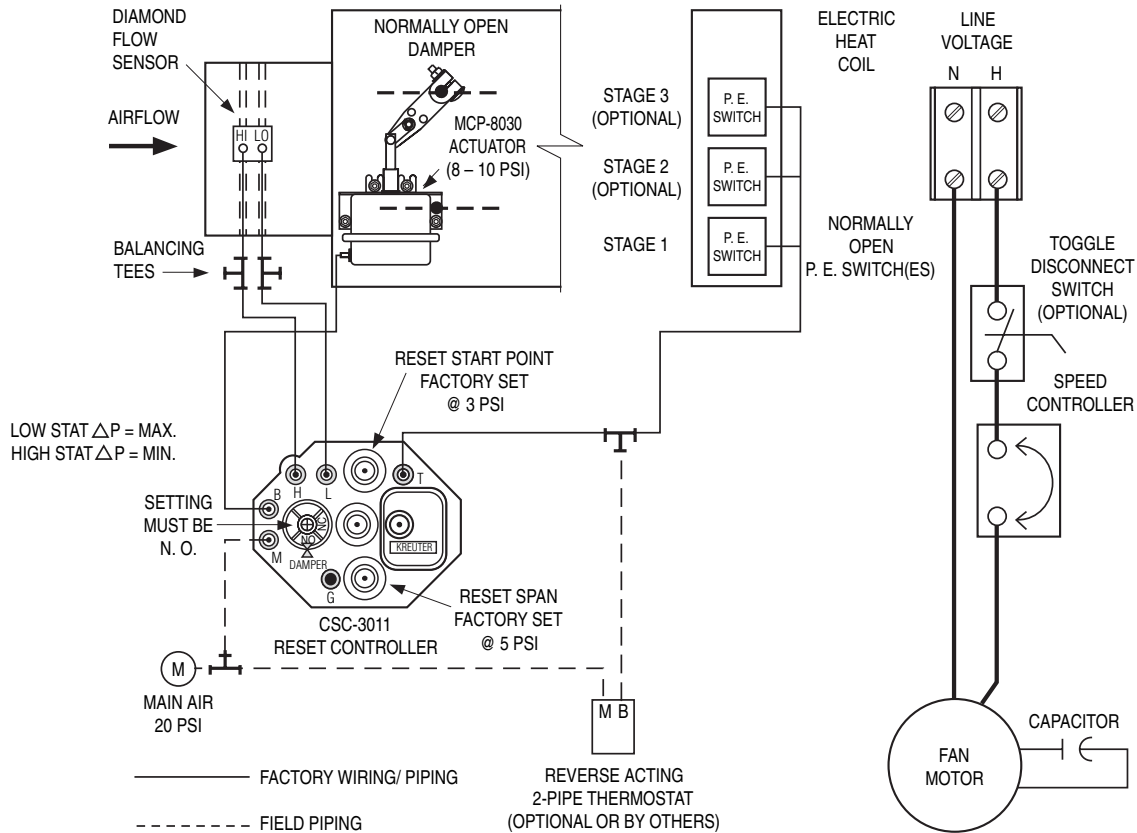 DIAMOND
FLOW
SENSOR
NORMALLY OPEN
DAMPER
AIRFLOW
HI LO
MCP-8030
ACTUATOR
(8 – 10 PSI)
BALANCING
TEES
ELECTRIC
HEAT
COIL
STAGE 3
(OPTIONAL)
P. E.
SWITCH
STAGE 2
(OPTIONAL)
P. E.
SWITCH
STAGE 1
P. E.
SWITCH
NORMALLY
OPEN
P. E. SWITCH(ES)
LINE
VOLTAGE
N H
TOGGLE
DISCONNECT
SWITCH
(OPTIONAL)
SPEED
CONTROLLER
RESET START POINT
FACTORY SET
@ 3 PSI
LOW STAT △P = MAX.
HIGH STAT △P = MIN.
SETTING
MUST BE
N. O.
B
H
L
T
M
NC
NO
DAMPER
G
KREUTER
CSC-3011
RESET CONTROLLER
RESET SPAN
FACTORY SET
@ 5 PSI
M
MAIN AIR
20 PSI
M B
REVERSE ACTING
2-PIPE THERMOSTAT
(OPTIONAL OR BY OTHERS)
FAN
MOTOR
CAPACITOR
FACTORY WIRING/ PIPING
FIELD PIPING